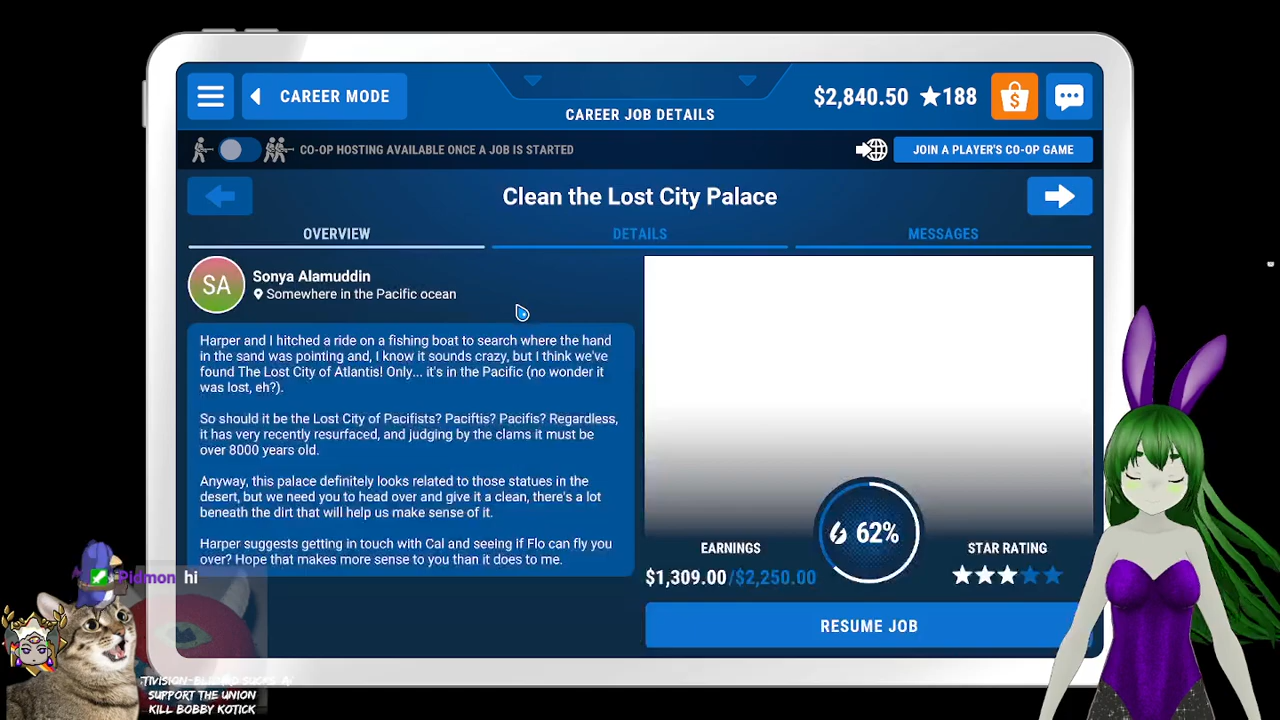 CAREER MODE
$2,840.50 ★188
CAREER JOB DETAILS
CO-OP HOSTING AVAILABLE ONCE A JOB IS STARTED
JOIN A PLAYER'S CO-OP GAME
Clean the Lost City Palace
OVERVIEW
DETAILS
MESSAGES
SA
Sonya Alamuddin
Somewhere in the Pacific ocean
Harper and I hitched a ride on a fishing boat to search where the hand
in the sand was pointing and, I know it sounds crazy, but I think we've
found The Lost City of Atlantis! Only... it's in the Pacific (no wonder it
was lost, eh?).
So should it be the Lost City of Pacifists? Paciftis? Pacifis? Regardless,
it has very recently resurfaced, and judging by the clams it must be
over 8000 years old.
Anyway, this palace definitely looks related to those statues in the
desert, but we need you to head over and give it a clean, there's a lot
beneath the dirt that will help us make sense of it.
Harper suggests getting in touch with Cal and seeing if Flo can fly you
over? Hope that makes more sense to you than it does to me.
62%
EARNINGS
$1,309.00/$2,250.00
STAR RATING
RESUME JOB
Pidmon hi
SUPPORT THE UNION
KILL BOBBY KOTICK